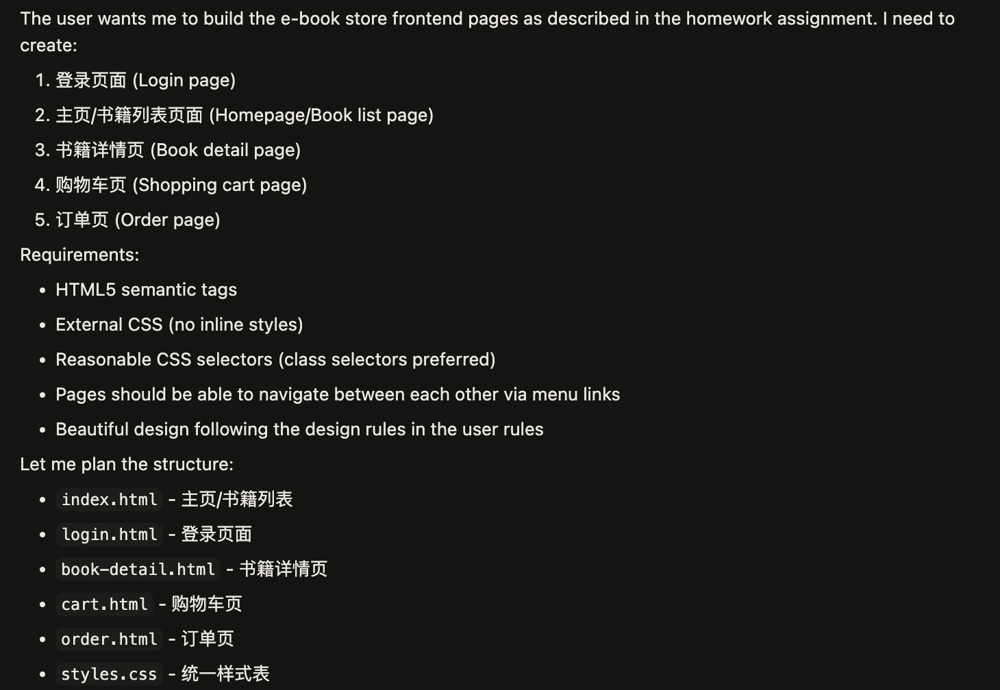 The user wants me to build the e-book store frontend pages as described in the homework assignment. I need to
create:
1. 登录页面 (Login page)
2. 主页/书籍列表页面 (Homepage/Book list page)
3. 书籍详情页 (Book detail page)
4. 购物车页 (Shopping cart page)
5. 订单页 (Order page)
Requirements:
• HTML5 semantic tags
• External CSS (no inline styles)
• Reasonable CSS selectors (class selectors preferred)
• Pages should be able to navigate between each other via menu links
• Beautiful design following the design rules in the user rules
Let me plan the structure:
• index.html - 主页/书籍列表
• login.html - 登录页面
• book-detail.html - 书籍详情页
• cart.html - 购物车页
• order.html - 订单页
• styles.css - 统一样式表